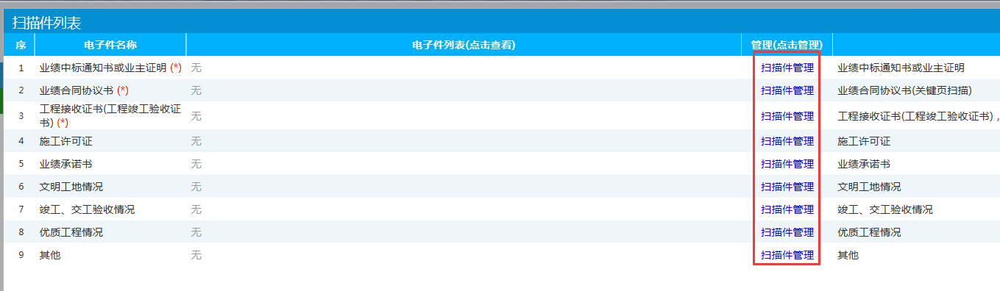 扫描件列表
序 电子件名称 电子件列表(点击查看) 管理(点击管理)
1 业绩中标通知书或业主证明 (*) 无 扫描件管理 业绩中标通知书或业主证明
2 业绩合同协议书 (*) 无 扫描件管理 业绩合同协议书(关键页扫描)
3 工程接收证书(工程竣工验收证
书) (*) 无 扫描件管理 工程接收证书(工程竣工验收证书) ,
4 施工许可证 无 扫描件管理 施工许可证
5 业绩承诺书 无 扫描件管理 业绩承诺书
6 文明工地情况 无 扫描件管理 文明工地情况
7 竣工、交工验收情况 无 扫描件管理 竣工、交工验收情况
8 优质工程情况 无 扫描件管理 优质工程情况
9 其他 无 扫描件管理 其他